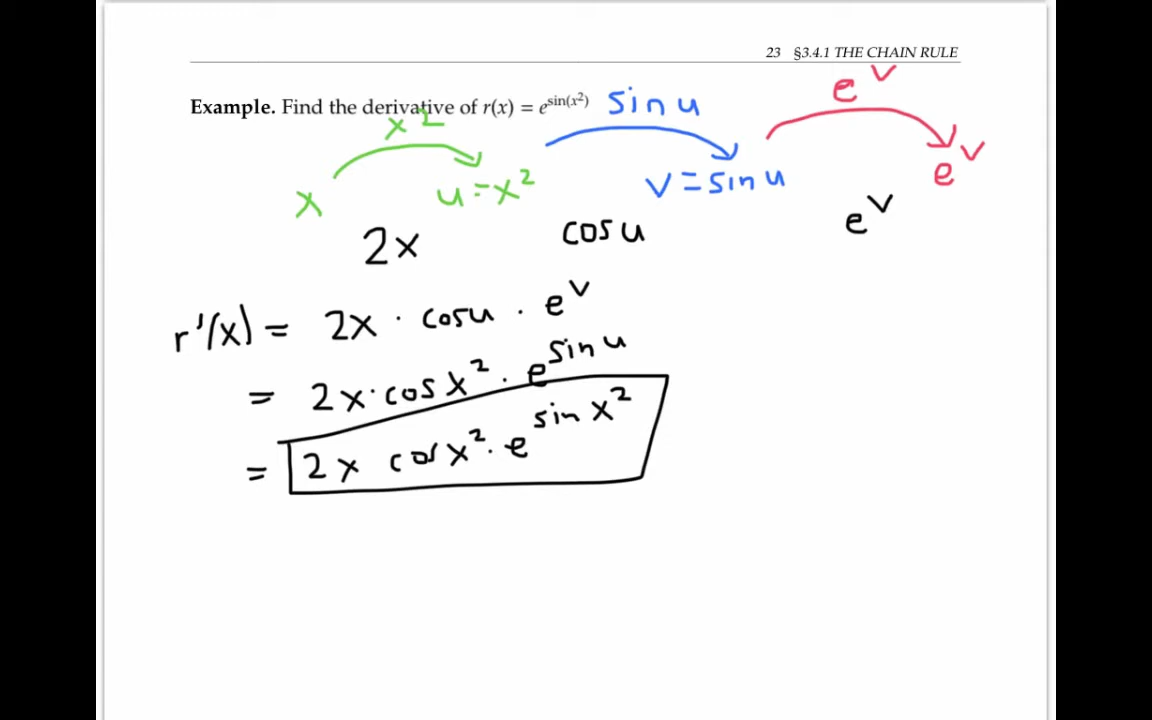 23 §3.4.1 THE CHAIN RULE
Example. Find the derivative of r(x) = e^sin(x²)
x² sin u e^v
x u = x² v = sin u e^v
2x cos u e^v
r'(x) = 2x · cos u · e^v
= 2x · cos x² · e^sin u
= 2x cos x² · e^sin x²